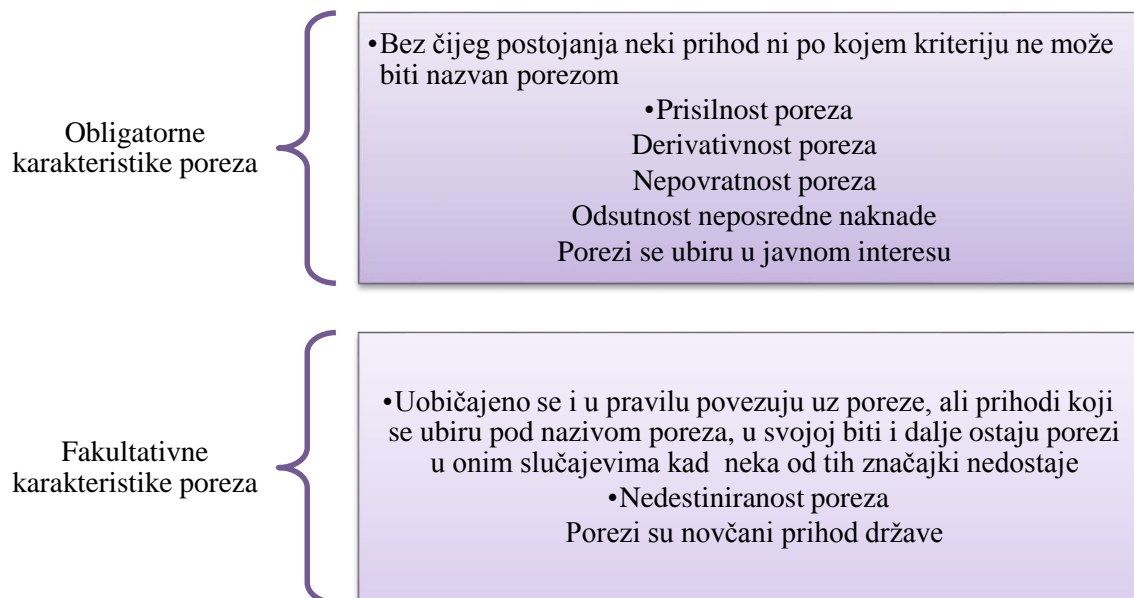 Obligatorne
karakteristike poreza
•Bez čijeg postojanja neki prihod ni po kojem kriteriju ne može
biti nazvan porezom
•Prisilnost poreza
Derivativnost poreza
Nepovratnost poreza
Odsutnost neposredne naknade
Porezi se ubiru u javnom interesu
Fakultativne
karakteristike poreza
•Uobičajeno se i u pravilu povezuju uz poreze, ali prihodi koji
se ubiru pod nazivom poreza, u svojoj biti i dalje ostaju porezi
u onim slučajevima kad  neka od tih značajki nedostaje
•Nedestiniranost poreza
Porezi su novčani prihod države